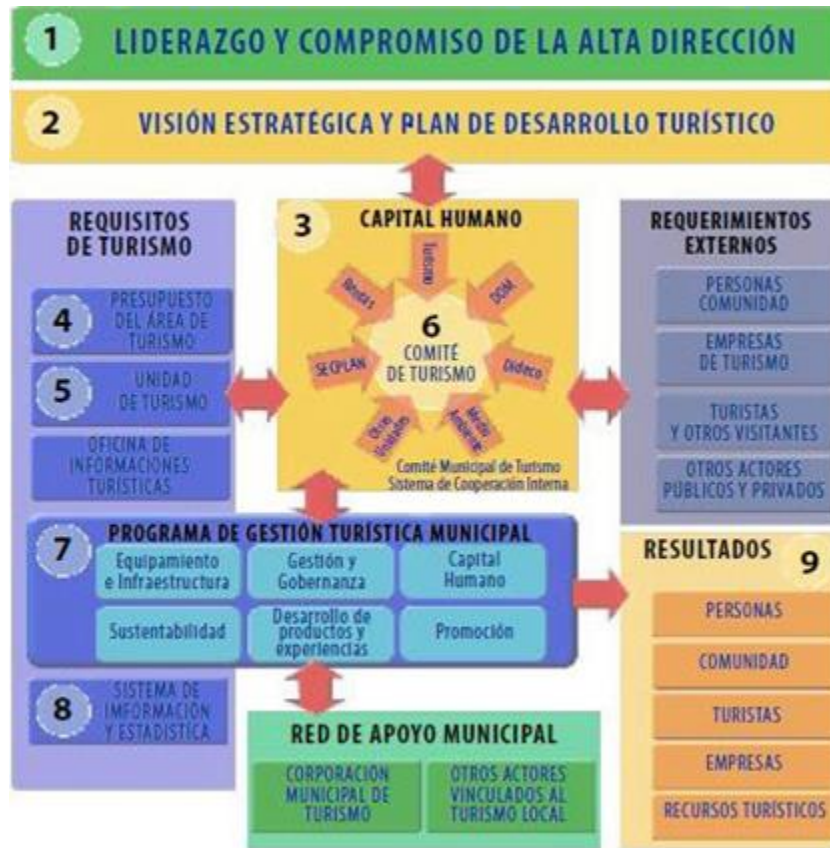 1 LIDERAZGO Y COMPROMISO DE LA ALTA DIRECCIÓN
2 VISIÓN ESTRATÉGICA Y PLAN DE DESARROLLO TURÍSTICO
REQUISITOS
DE TURISMO
4 PRESUPUESTO
DEL ÁREA DE
TURISMO
5 UNIDAD
DE TURISMO
OFICINA DE
INFORMACIONES
TURÍSTICAS
3 CAPITAL HUMANO
Turismo
Rentas
DOM
SECPLAN
Dideco
Otras
Unidades
Medio
Ambiente
6
COMITÉ
DE TURISMO
Comité Municipal de Turismo
Sistema de Cooperación Interna
REQUERIMIENTOS
EXTERNOS
PERSONAS
COMUNIDAD
EMPRESAS
DE TURISMO
TURISTAS
Y OTROS VISITANTES
OTROS ACTORES
PÚBLICOS Y PRIVADOS
7 PROGRAMA DE GESTIÓN TURÍSTICA MUNICIPAL
Equipamiento
e Infraestructura
Gestión y
Gobernanza
Capital
Humano
Sustentabilidad
Desarrollo de
productos y
experiencias
Promoción
8 SISTEMA DE
IMFORMACIÓN
Y ESTADÍSTICA
RED DE APOYO MUNICIPAL
CORPORACIÓN
MUNICIPAL DE
TURISMO
OTROS ACTORES
VINCULADOS AL
TURISMO LOCAL
RESULTADOS 9
PERSONAS
COMUNIDAD
TURISTAS
EMPRESAS
RECURSOS TURÍSTICOS